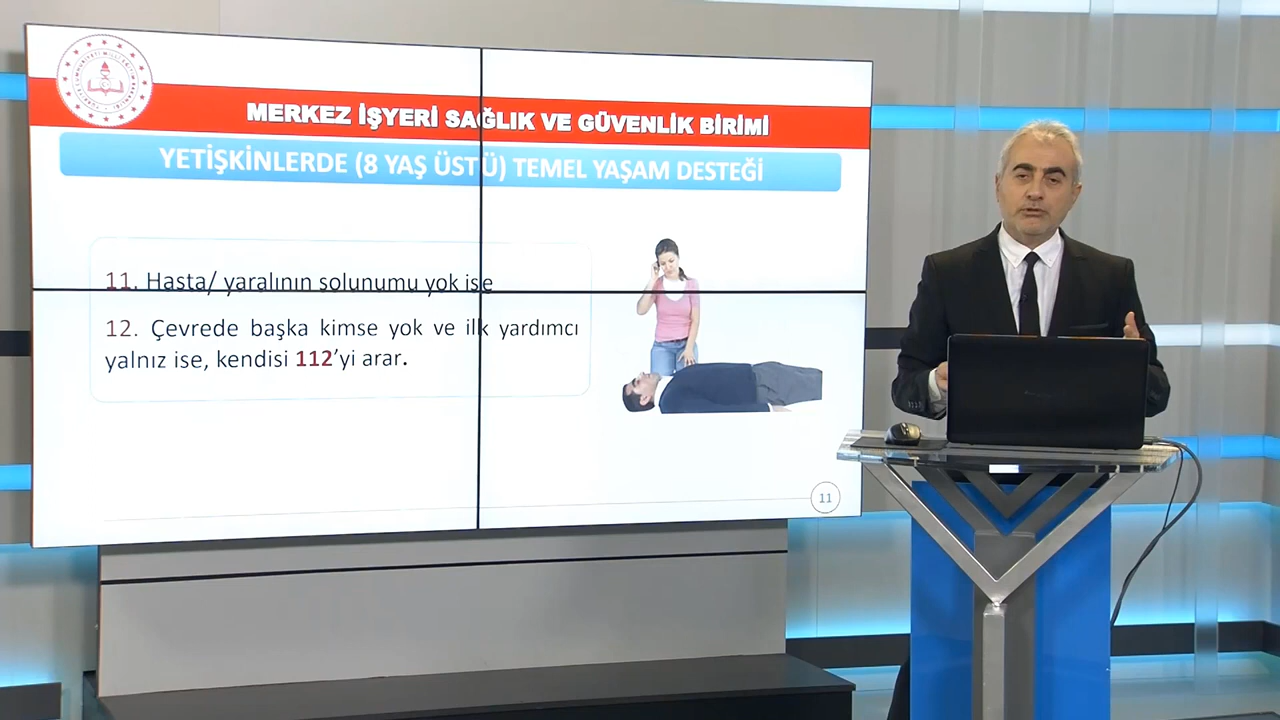 MERKEZ İŞYERİ SAĞLIK VE GÜVENLİK BİRİMİ
YETİŞKİNLERDE (8 YAŞ ÜSTÜ) TEMEL YAŞAM DESTEĞİ
11. Hasta/ yaralının solunumu yok ise
12. Çevrede başka kimse yok ve ilk yardımcı
yalnız ise, kendisi 112’yi arar.
11